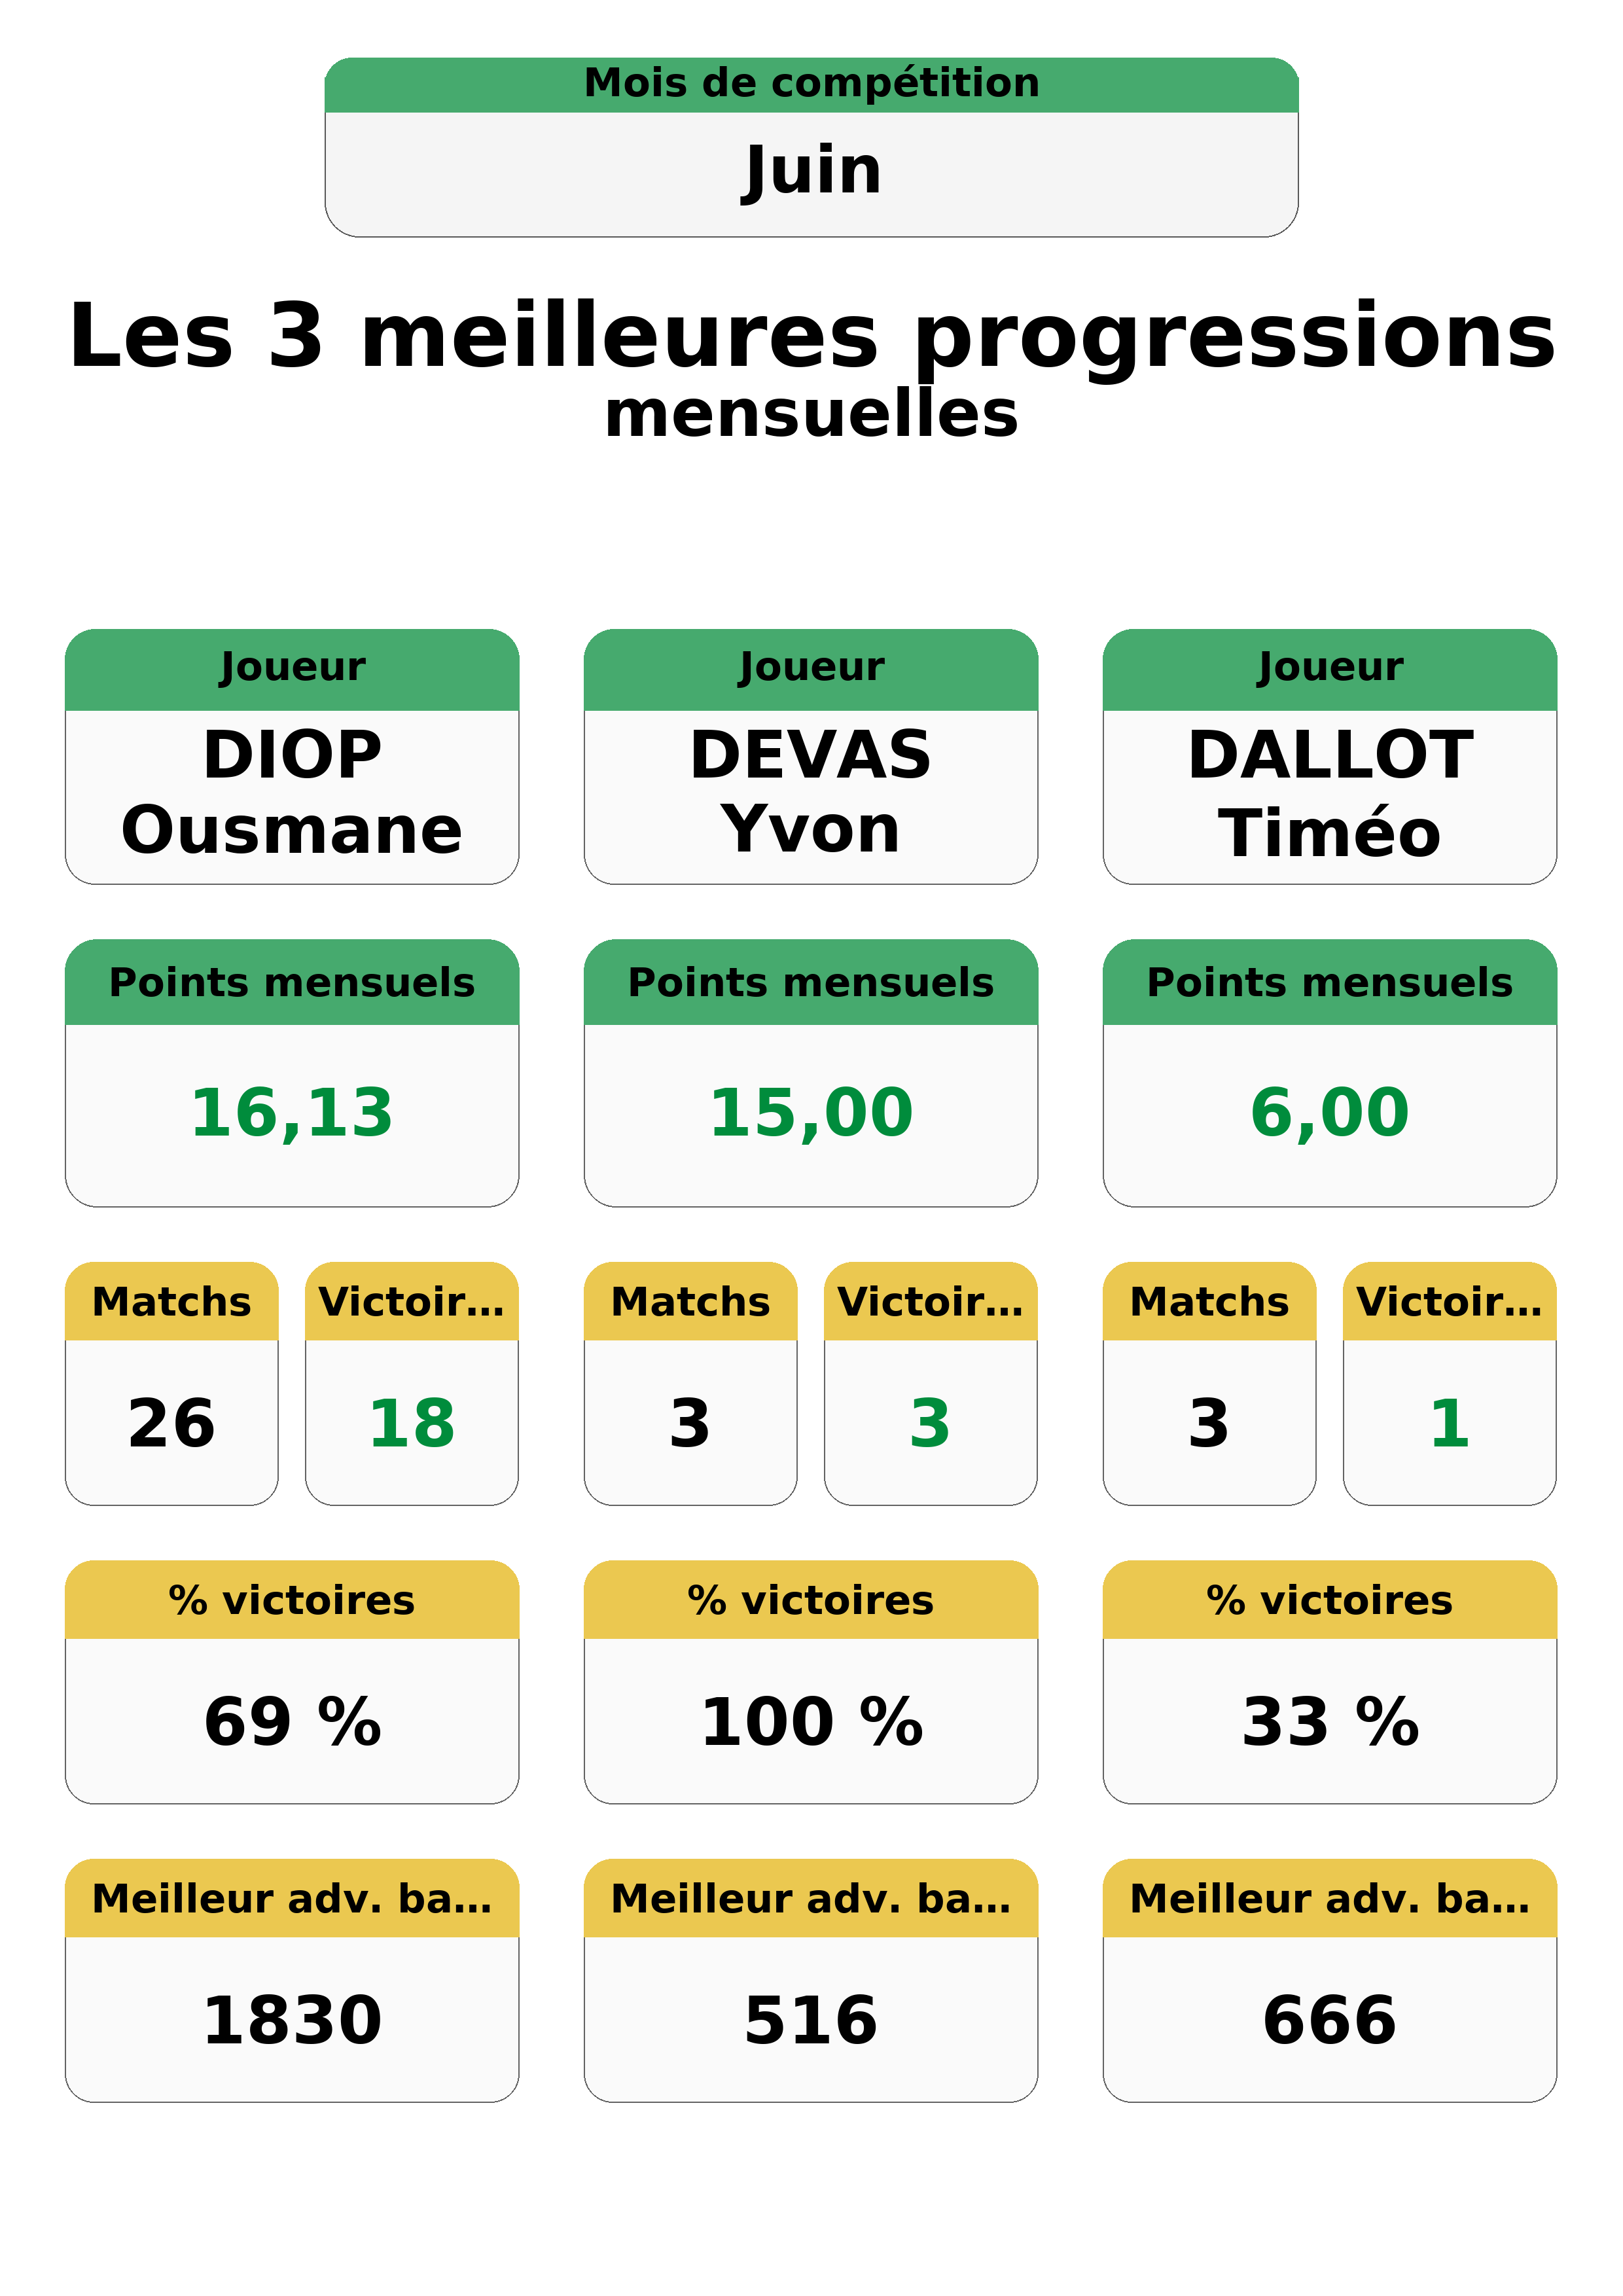 Mois de compétition
Juin
Les 3 meilleures progressions
mensuelles
Joueur
DIOP
Ousmane
Joueur
DEVAS
Yvon
Joueur
DALLOT
Timéo
Points mensuels
16,13
Points mensuels
15,00
Points mensuels
6,00
Matchs
26
Victoir...
18
Matchs
3
Victoir...
3
Matchs
3
Victoir...
1
% victoires
69 %
% victoires
100 %
% victoires
33 %
Meilleur adv. ba...
1830
Meilleur adv. ba...
516
Meilleur adv. ba...
666